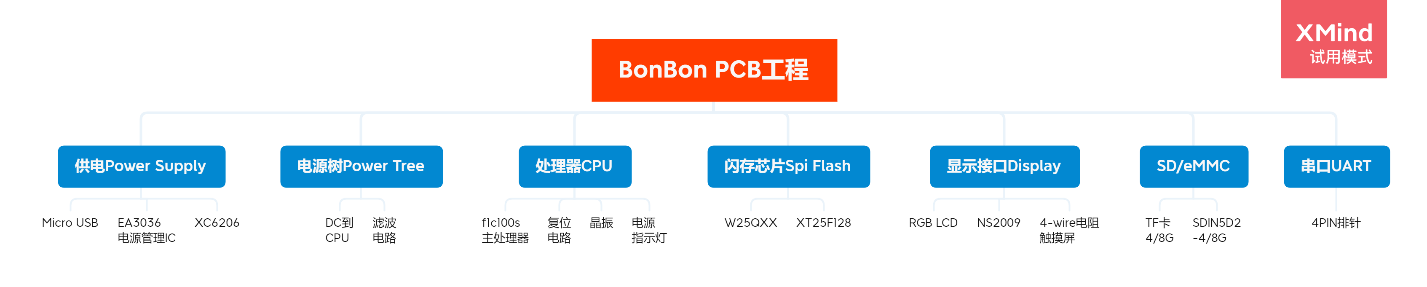 XMind
试用模式
BonBon PCB工程
供电Power Supply
电源树Power Tree
处理器CPU
闪存芯片Spi Flash
显示接口Display
SD/eMMC
串口UART
Micro USB
EA3036
电源管理IC
XC6206
DC到
CPU
滤波
电路
f1c100s
主处理器
复位
电路
晶振
电源
指示灯
W25QXX
XT25F128
RGB LCD
NS2009
4-wire电阻
触摸屏
TF卡
4/8G
SDIN5D2
-4/8G
4PIN排针